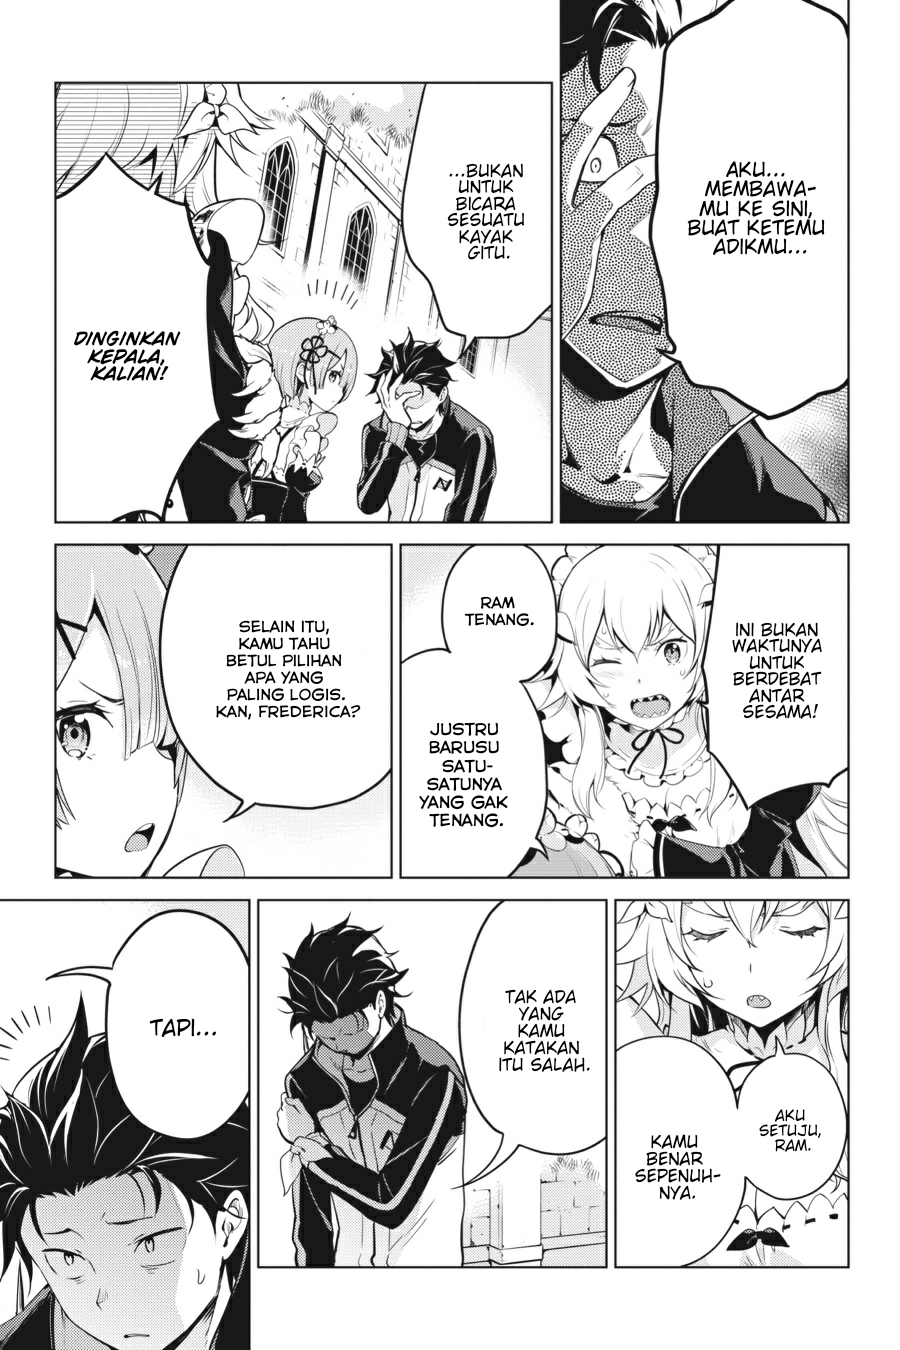 AKU...
MEMBAWA-
MU KE SINI,
BUAT KETEMU
ADIKMU...
...BUKAN
UNTUK
BICARA
SESUATU
KAYAK
GITU.
DINGINKAN
KEPALA,
KALIAN!
INI BUKAN
WAKTUNYA
UNTUK
BERDEBAT
ANTAR
SESAMA!
RAM
TENANG.
JUSTRU
BARUSU
SATU-
SATUNYA
YANG GAK
TENANG.
SELAIN ITU,
KAMU TAHU
BETUL PILIHAN
APA YANG
PALING LOGIS.
KAN, FREDERICA?
AKU
SETUJU,
RAM.
KAMU
BENAR
SEPENUH-
NYA.
TAK ADA
YANG
KAMU
KATAKAN
ITU SALAH.
TAPI...